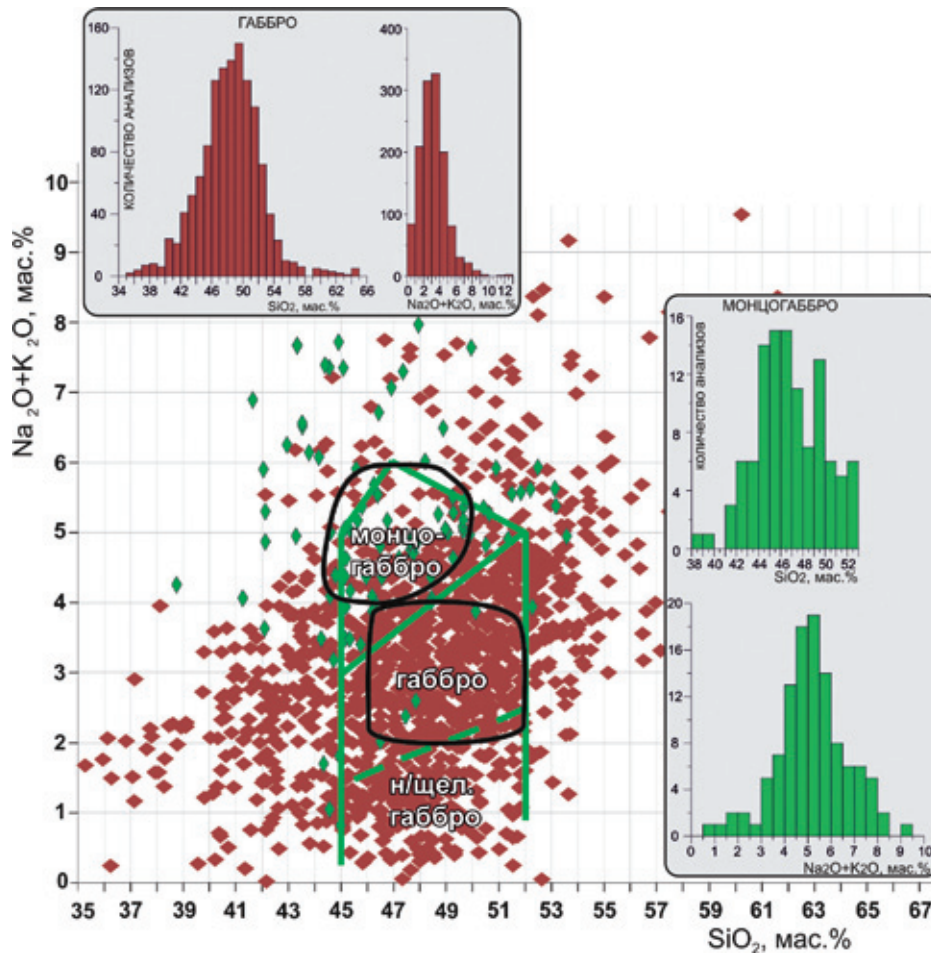 ГАББРО
160
120
80
40
0
КОЛИЧЕСТВО АНАЛИЗОВ
34 38 42 46 50 54 58 62 66
SiO2, мас.%
400
300
200
100
0
0 2 4 6 8 10 12
Na2O+K2O, мас.%
Na2O+K2O, мас.%
10
9
8
7
6
5
4
3
2
1
0
монцо-
габбро
габбро
н/щел.
габбро
МОНЦОГАББРО
16
12
8
4
0
количество анализов
38 40 42 44 46 48 50 52
SiO2, мас.%
20
16
12
8
4
0
0 1 2 3 4 5 6 7 8 9 10
Na2O+K2O, мас.%
35 37 39 41 43 45 47 49 51 53 55 57 59 61 63 65 67
SiO2, мас.%